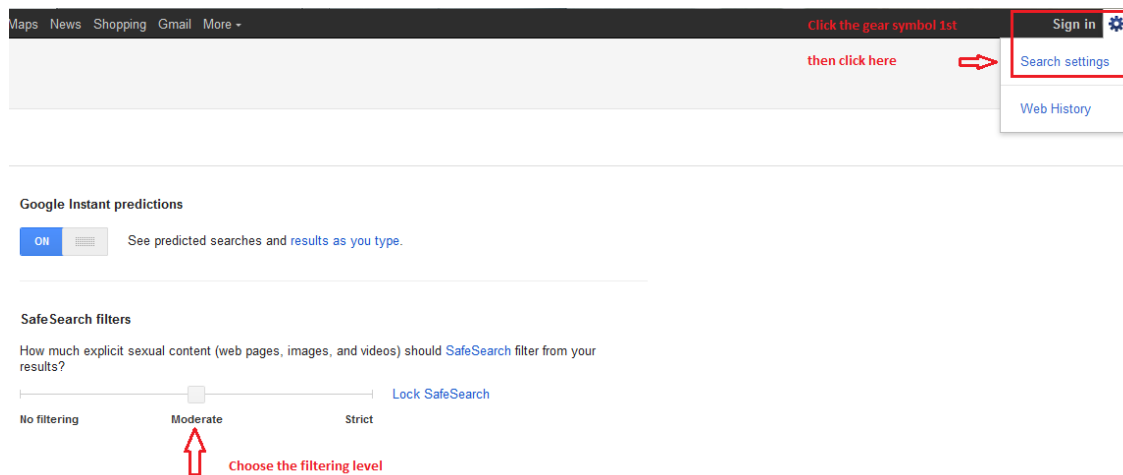 Maps News Shopping Gmail More
Click the gear symbol 1st
Sign in
then click here
Search settings
Web History
Google Instant predictions
ON
See predicted searches and results as you type.
SafeSearch filters
How much explicit sexual content (web pages, images, and videos) should SafeSearch filter from your
results?
Lock SafeSearch
No filtering Moderate Strict
Choose the filtering level